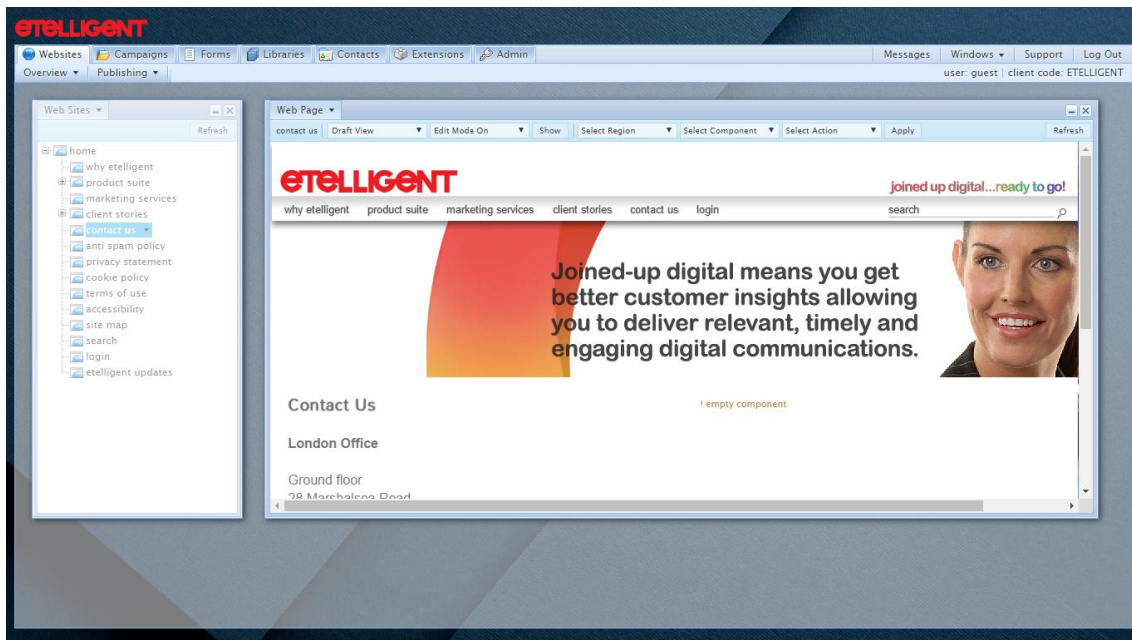 eTeLLIGeNT
Websites Campaigns Forms Libraries Contacts Extensions Admin Messages Windows Support Log Out
Overview Publishing user: guest | client code: ETELLIGENT
Web Sites
Refresh
home
why etelligent
product suite
marketing services
client stories
contact us
anti spam policy
privacy statement
cookie policy
terms of use
accessibility
site map
search
login
etelligent updates
Web Page
contact us Draft View Edit Mode On Show Select Region Select Component Select Action Apply Refresh
eTeLLIGeNT
joined up digital...ready to go!
why etelligent product suite marketing services client stories contact us login search
Joined-up digital means you get
better customer insights allowing
you to deliver relevant, timely and
engaging digital communications.
Contact Us
! empty component
London Office
Ground floor
28 Marshalsea Road